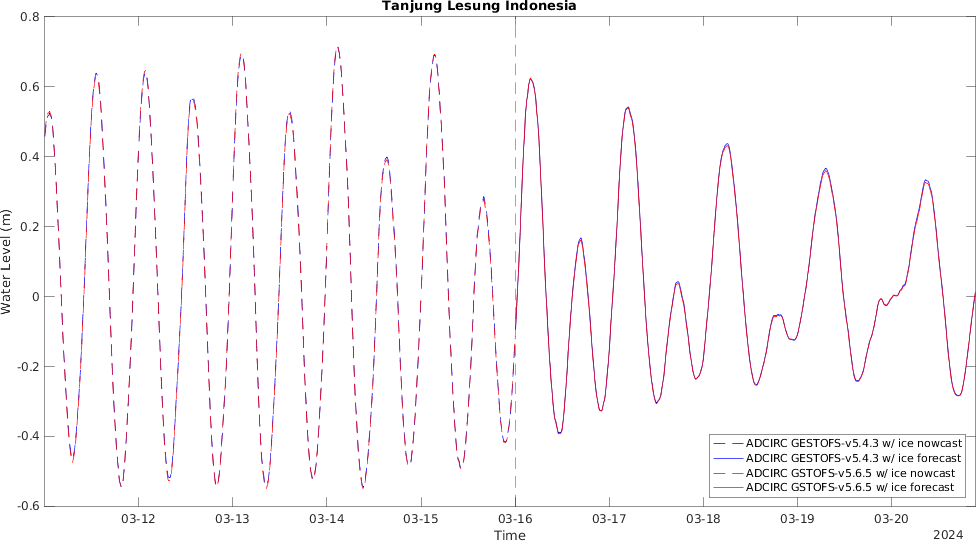 Tanjung Lesung Indonesia
0.8
0.6
0.4
0.2
0
-0.2
-0.4
-0.6
Water Level (m)
03-12 03-13 03-14 03-15 03-16 03-17 03-18 03-19 03-20
Time
2024
ADCIRC GESTOFS-v5.4.3 w/ ice nowcast
ADCIRC GESTOFS-v5.4.3 w/ ice forecast
ADCIRC GSTOFS-v5.6.5 w/ ice nowcast
ADCIRC GSTOFS-v5.6.5 w/ ice forecast